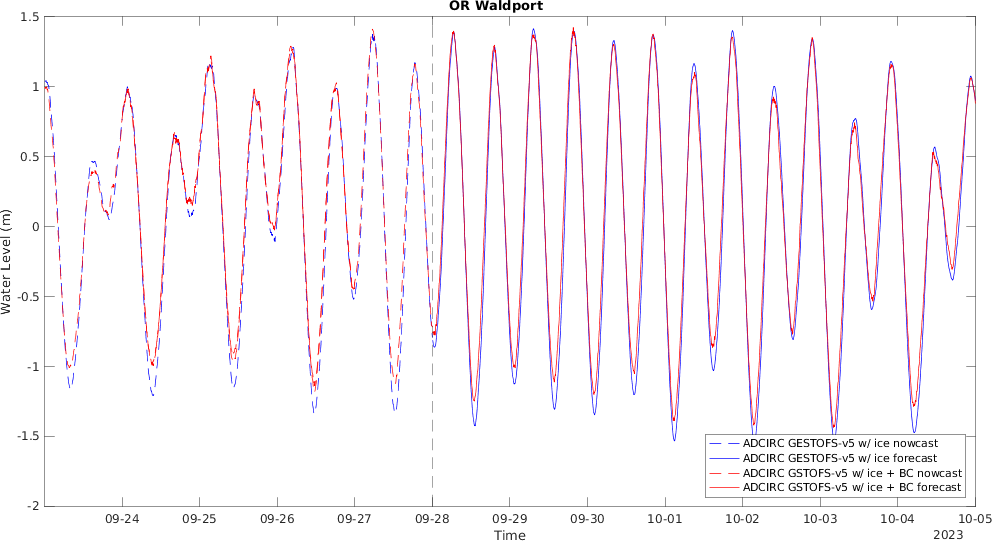 OR Waldport
1.5
1
0.5
0
-0.5
-1
-1.5
-2
Water Level (m)
ADCIRC GESTOFS-v5 w/ ice nowcast
ADCIRC GESTOFS-v5 w/ ice forecast
ADCIRC GSTOFS-v5 w/ ice + BC nowcast
ADCIRC GSTOFS-v5 w/ ice + BC forecast
09-24 09-25 09-26 09-27 09-28 09-29 09-30 10-01 10-02 10-03 10-04 10-05
Time
2023